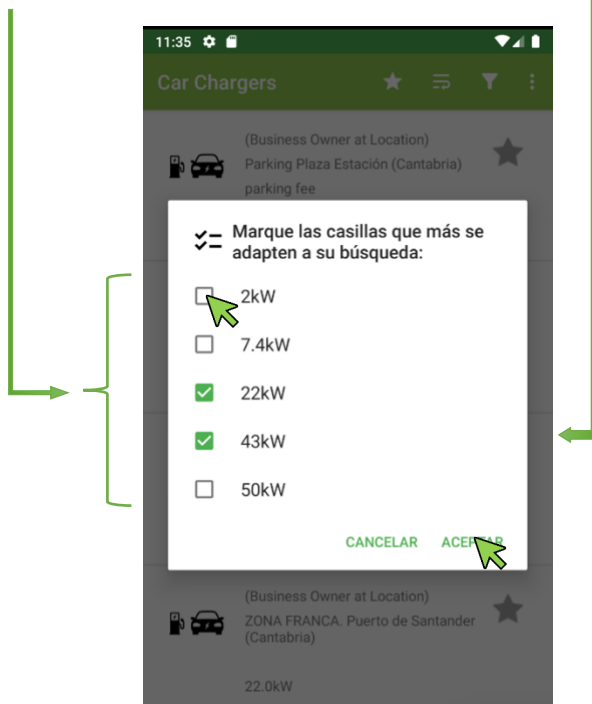 11:35
Car Chargers
(Business Owner at Location)
Parking Plaza Estación (Cantabria)
parking fee
Marque las casillas que más se
adapten a su búsqueda:
2kW
7.4kW
22kW
43kW
50kW
CANCELAR ACEPTAR
(Business Owner at Location)
ZONA FRANCA. Puerto de Santander
(Cantabria)
22.0kW